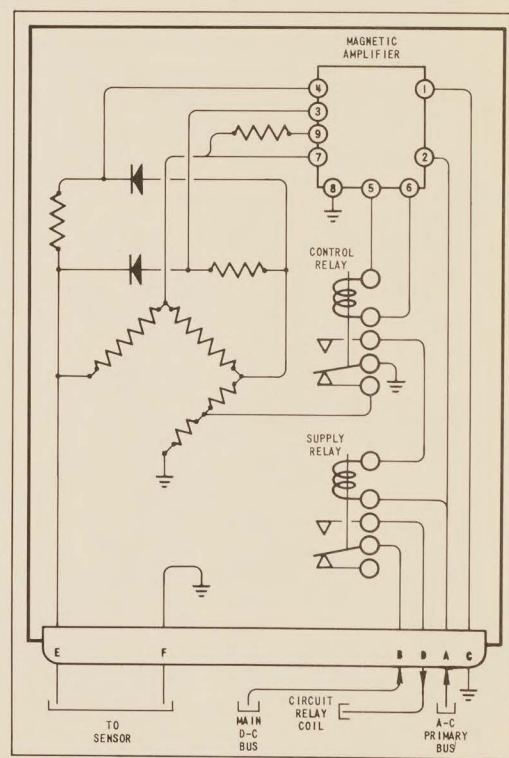 MAGNETIC
AMPLIFIER
4
1
3
9
7
2
8
5
6
CONTROL
RELAY
SUPPLY
RELAY
E
F
B
D
A
C
TO
SENSOR
MAIN
D-C
BUS
CIRCUIT
RELAY
COIL
A-C
PRIMARY
BUS